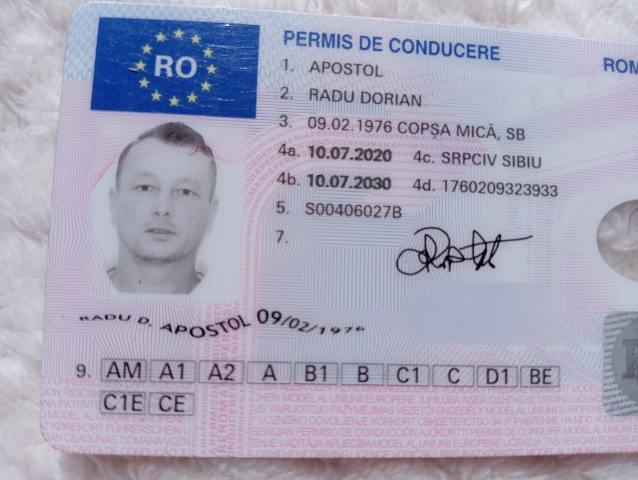 RO
PERMIS DE CONDUCERE
1. APOSTOL
2. RADU DORIAN
3. 09.02.1976 COPȘA MICĂ, SB
4a. 10.07.2020 4c. SRPCIV SIBIU
4b. 10.07.2030 4d. 1760209323933
5. S00406027B
7.
RADU D. APOSTOL 09/02/1976
9. AM A1 A2 A B1 B C1 C D1 BE
C1E CE